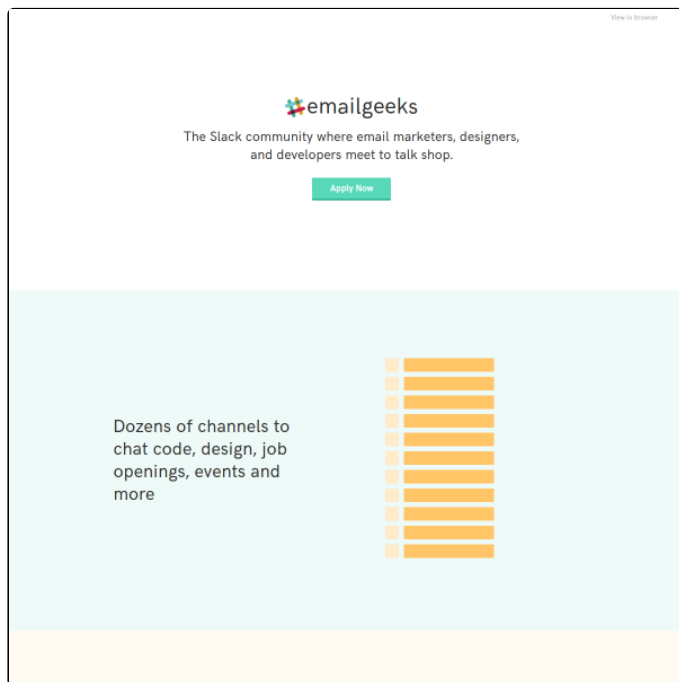 View in browser
emailgeeks
The Slack community where email marketers, designers,
and developers meet to talk shop.
Apply Now
Dozens of channels to
chat code, design, job
openings, events and
more